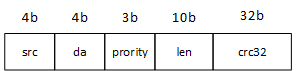 4b 4b 3b 10b 32b
src da prority len crc32